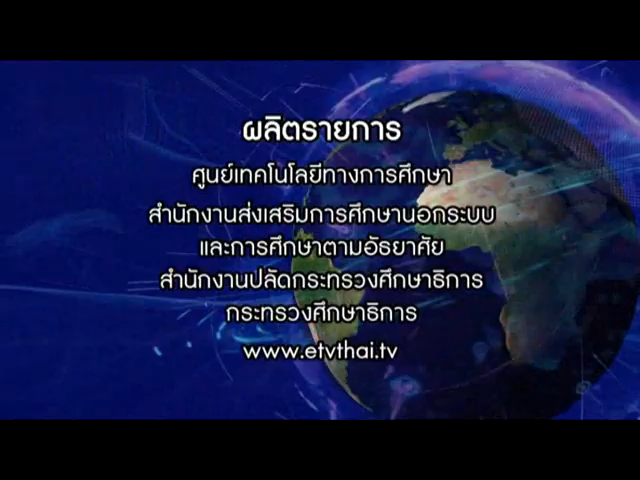 ผลิตรายการ
ศูนย์เทคโนโลยีทางการศึกษา
สำนักงานส่งเสริมการศึกษานอกระบบ
และการศึกษาตามอัธยาศัย
สำนักงานปลัดกระทรวงศึกษาธิการ
กระทรวงศึกษาธิการ
www.etvthai.tv